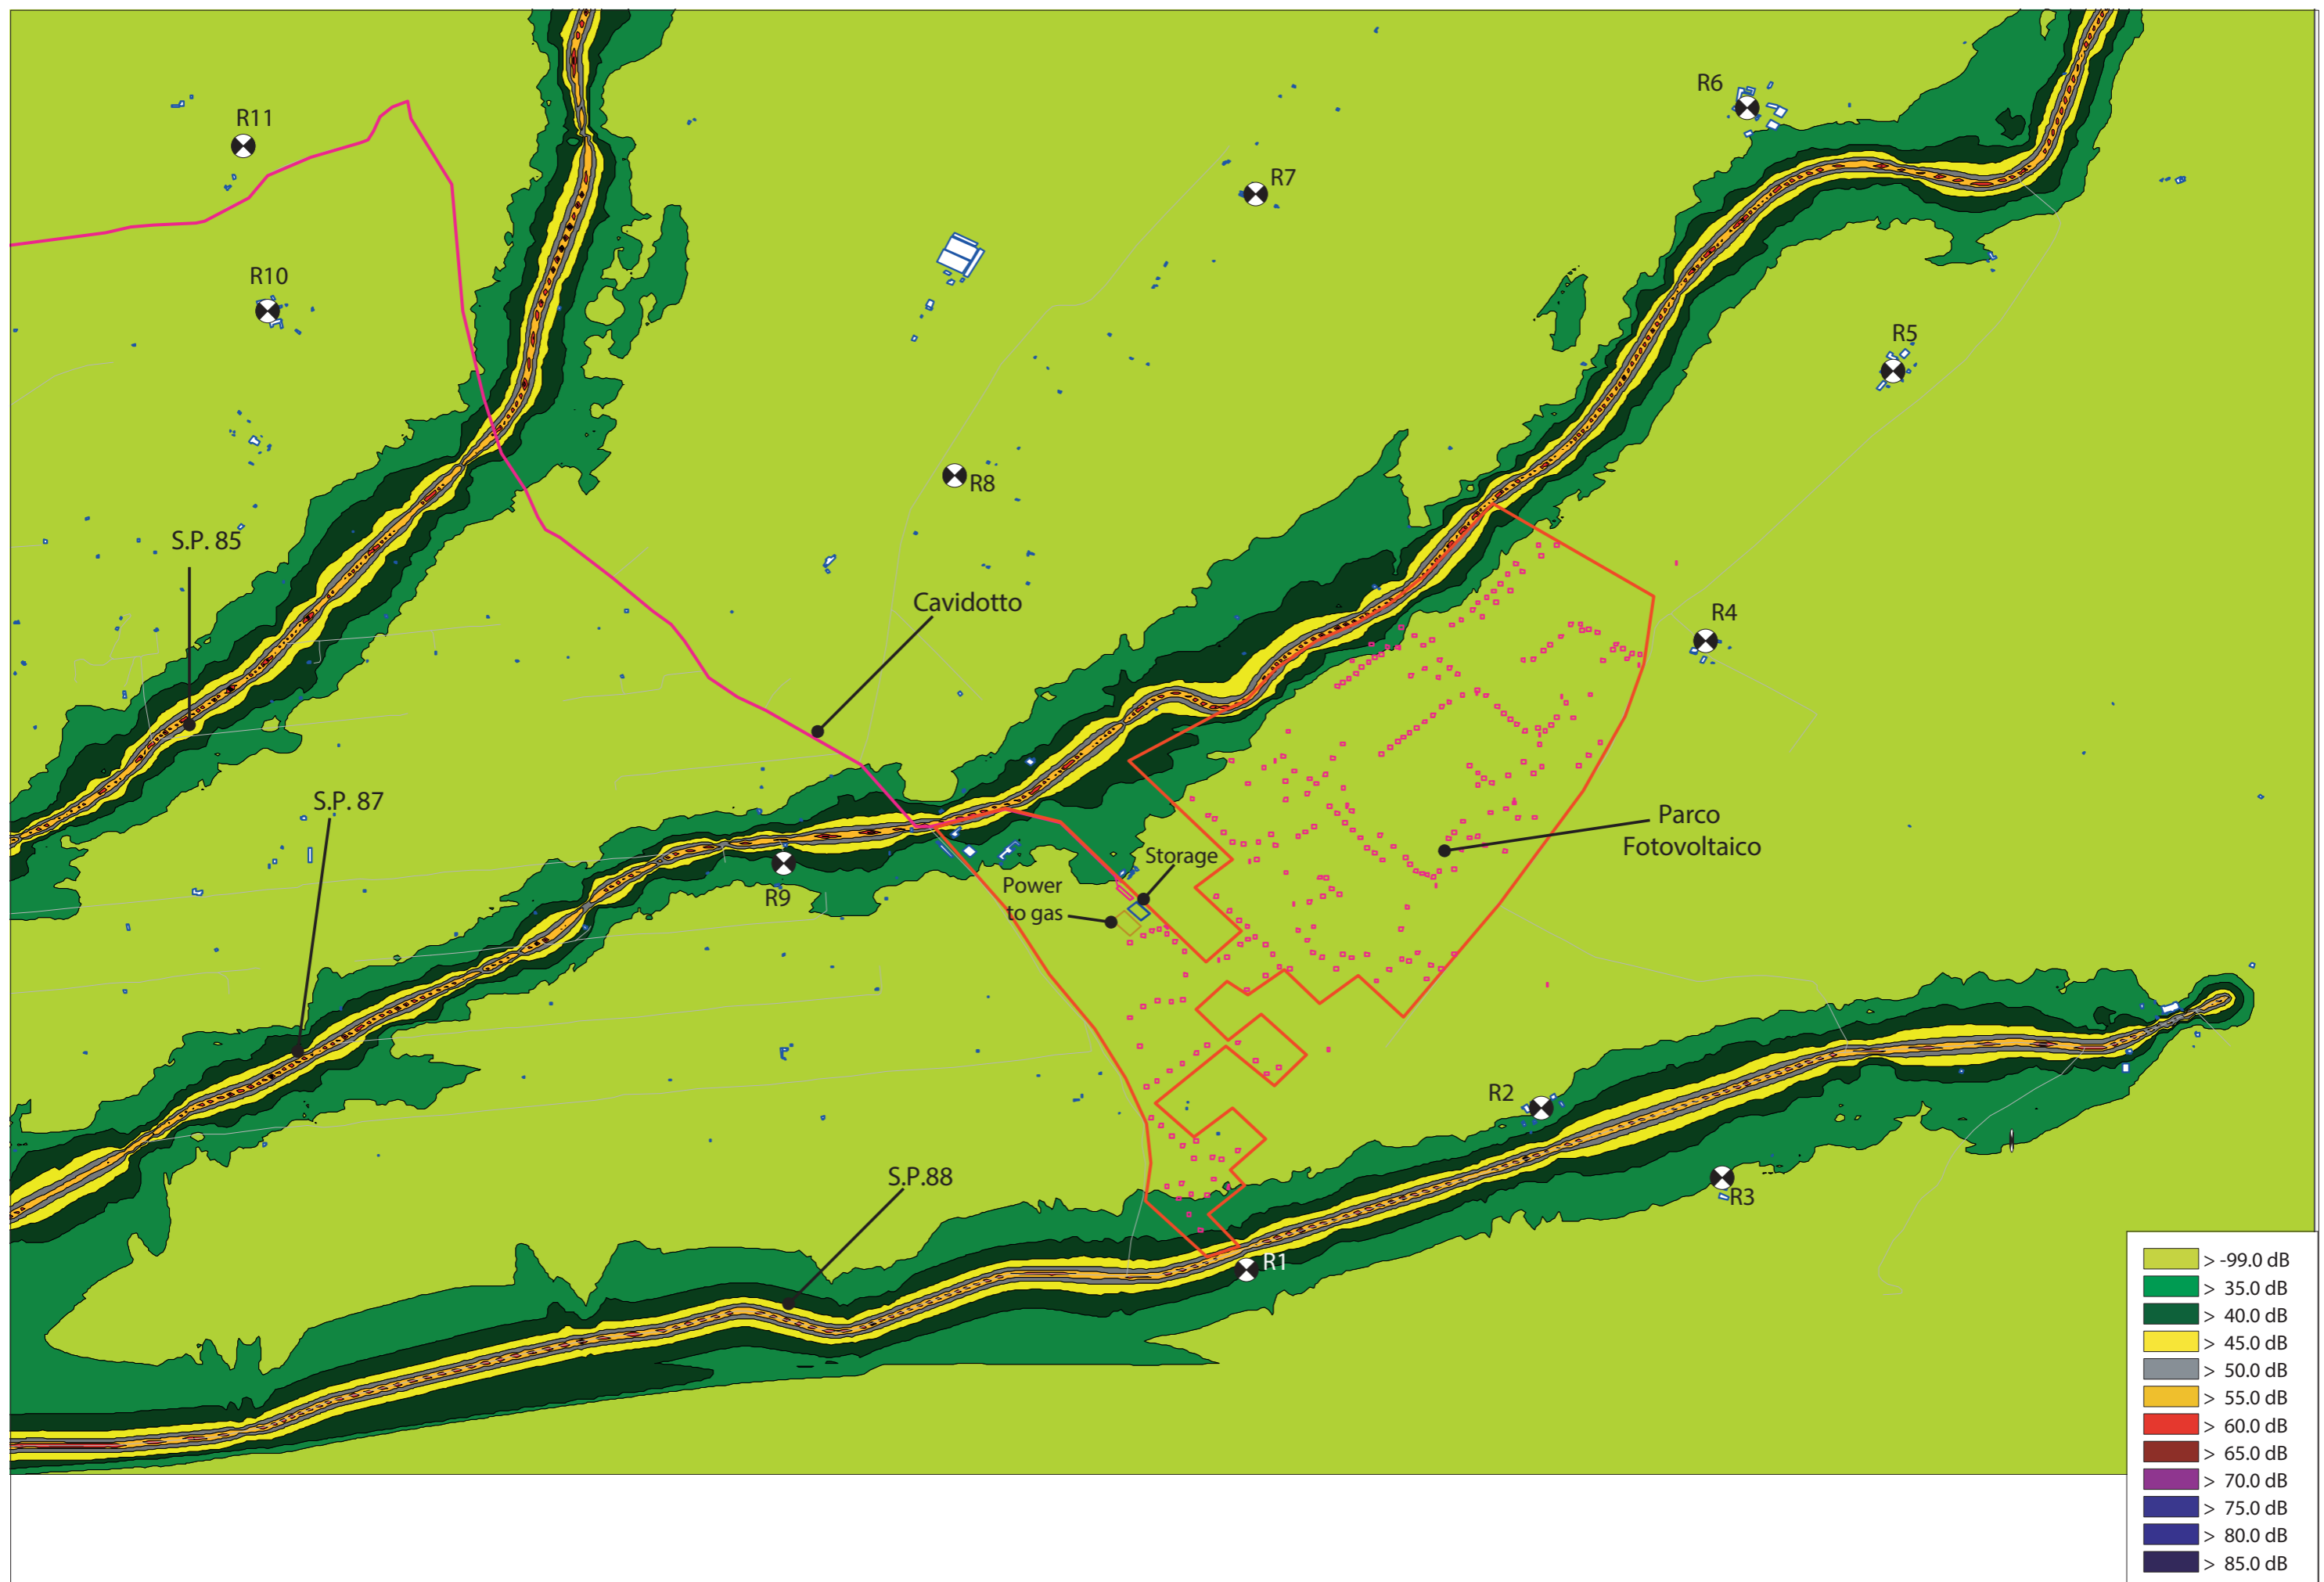 R6
R11
R7
R10
R5
R8
S.P. 85
Cavidotto
R4
S.P. 87
Parco
Fotovoltaico
Storage
Power
to gas
R9
R2
S.P.88
R3
R1
> -99.0 dB
> 35.0 dB
> 40.0 dB
> 45.0 dB
> 50.0 dB
> 55.0 dB
> 60.0 dB
> 65.0 dB
> 70.0 dB
> 75.0 dB
> 80.0 dB
> 85.0 dB